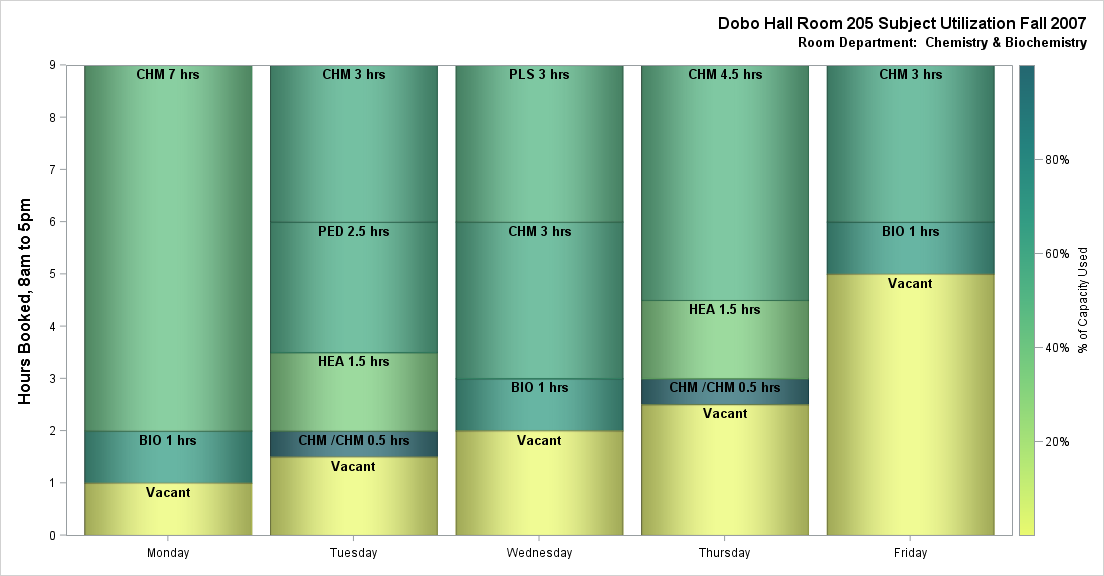 Dobo Hall Room 205 Subject Utilization Fall 2007
Room Department:  Chemistry & Biochemistry
Hours Booked, 8am to 5pm
9
8
7
6
5
4
3
2
1
0
CHM 7 hrs
BIO 1 hrs
Vacant
CHM 3 hrs
PED 2.5 hrs
HEA 1.5 hrs
CHM /CHM 0.5 hrs
Vacant
PLS 3 hrs
CHM 3 hrs
BIO 1 hrs
Vacant
CHM 4.5 hrs
HEA 1.5 hrs
CHM /CHM 0.5 hrs
Vacant
CHM 3 hrs
BIO 1 hrs
Vacant
Monday
Tuesday
Wednesday
Thursday
Friday
80%
60%
40%
20%
% of Capacity Used